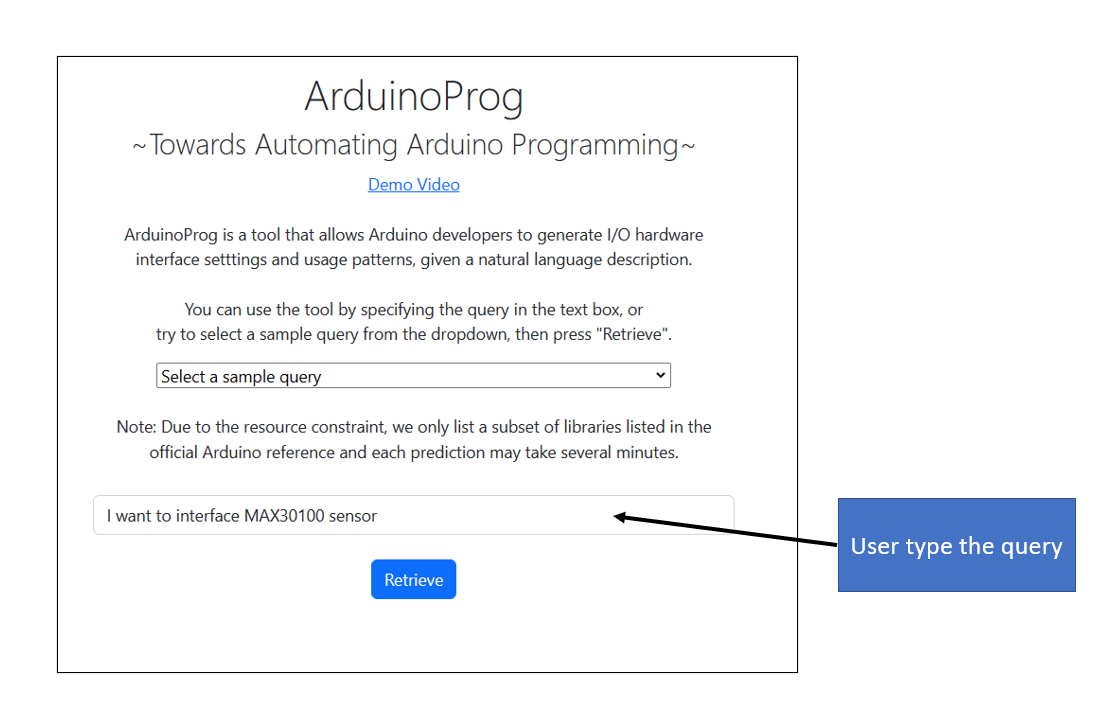 ArduinoProg
~Towards Automating Arduino Programming~
Demo Video
ArduinoProg is a tool that allows Arduino developers to generate I/O hardware
interface setttings and usage patterns, given a natural language description.
You can use the tool by specifying the query in the text box, or
try to select a sample query from the dropdown, then press "Retrieve".
Select a sample query
Note: Due to the resource constraint, we only list a subset of libraries listed in the
official Arduino reference and each prediction may take several minutes.
I want to interface MAX30100 sensor
User type the query
Retrieve